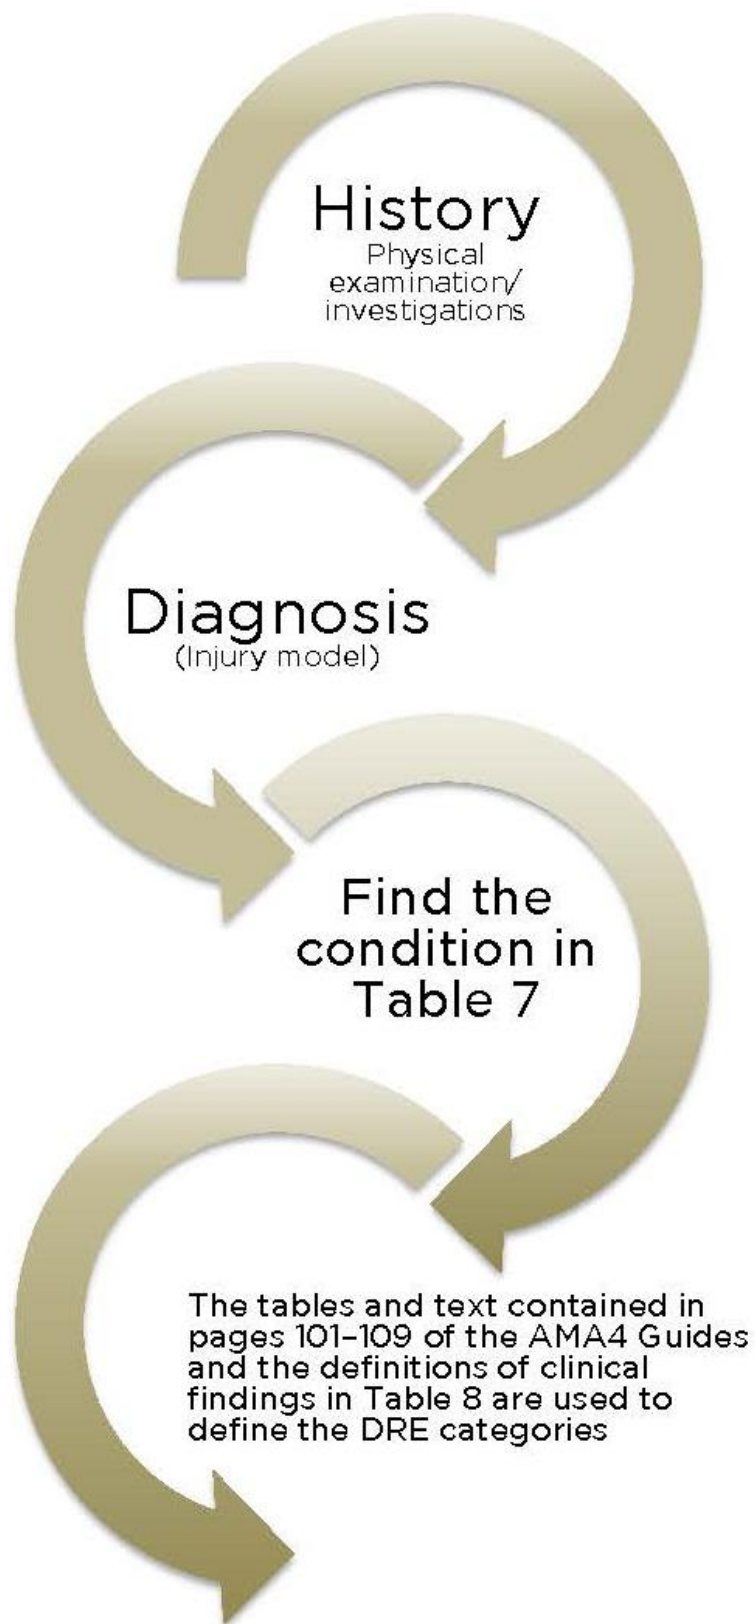 History
Physical
examination/
investigations
Diagnosis
(Injury model)
Find the
condition in
Table 7
The tables and text contained in
pages 101–109 of the AMA4 Guides
and the definitions of clinical
findings in Table 8 are used to
define the DRE categories